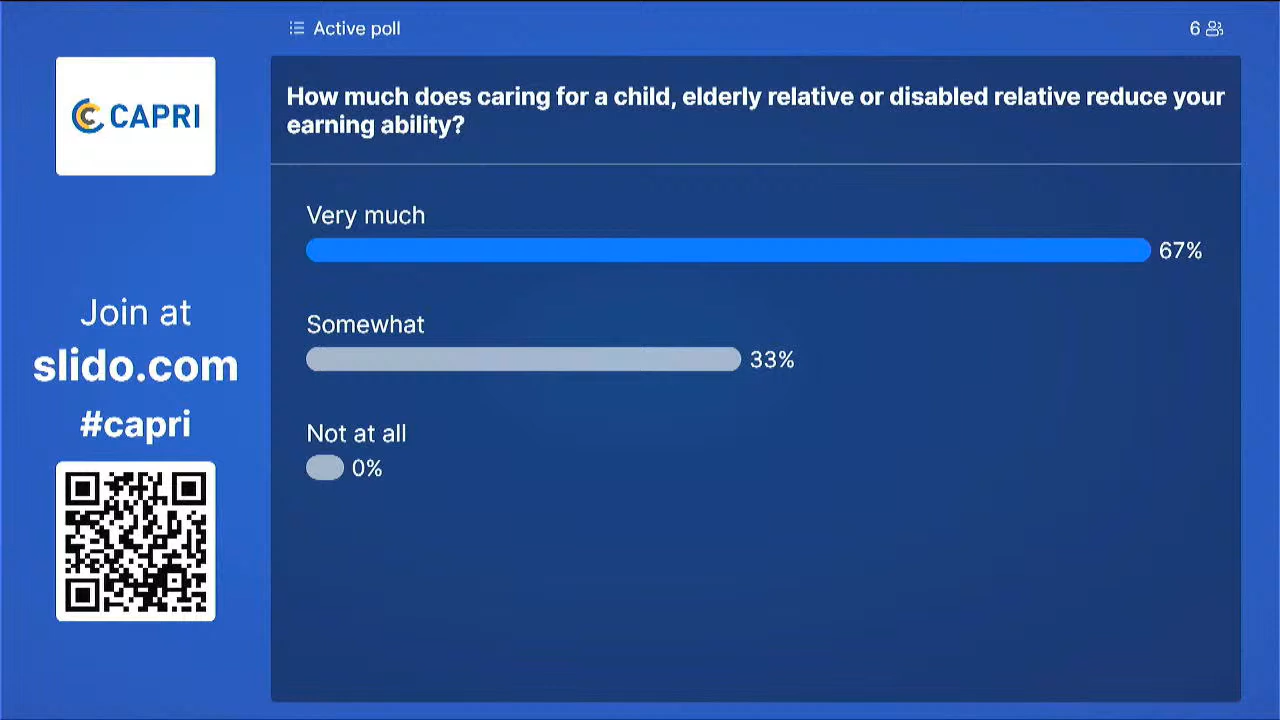 Active poll
6
CAPRI
How much does caring for a child, elderly relative or disabled relative reduce your
earning ability?
Very much
67%
Somewhat
33%
Not at all
0%
Join at
slido.com
#capri